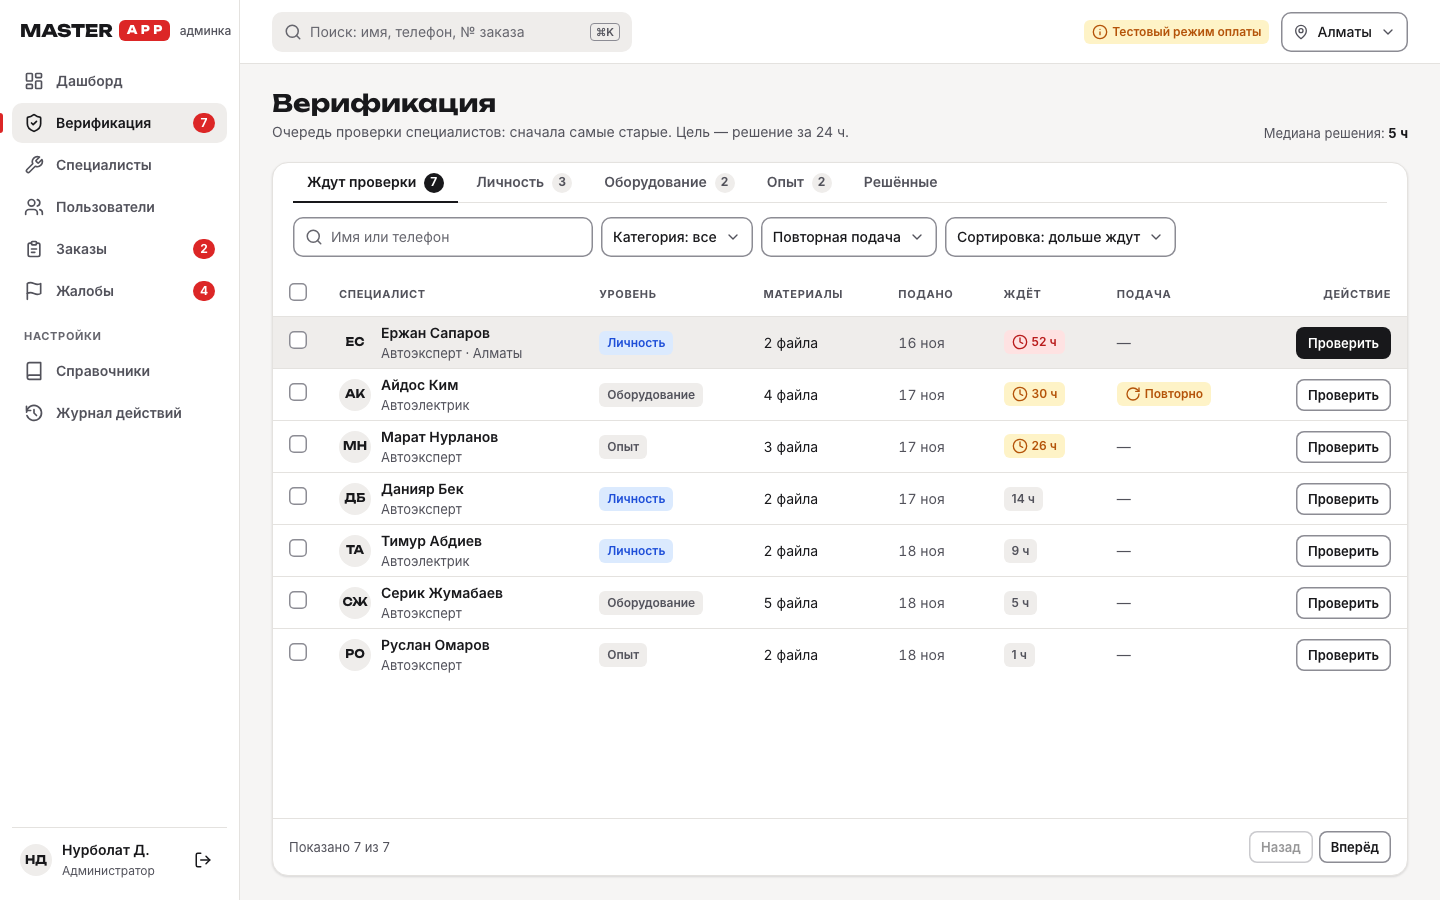 MASTER APP админка
Поиск: имя, телефон, № заказа ⌘K
Тестовый режим оплаты
Алматы
Дашборд
Верификация 7
Специалисты
Пользователи
Заказы 2
Жалобы 4
НАСТРОЙКИ
Справочники
Журнал действий
НД Нурболат Д.
Администратор
Верификация
Очередь проверки специалистов: сначала самые старые. Цель — решение за 24 ч.
Медиана решения: 5 ч
Ждут проверки 7 Личность 3 Оборудование 2 Опыт 2 Решённые
Имя или телефон Категория: все Повторная подача Сортировка: дольше ждут
СПЕЦИАЛИСТ УРОВЕНЬ МАТЕРИАЛЫ ПОДАНО ЖДЁТ ПОДАЧА ДЕЙСТВИЕ
ЕС Ержан Сапаров Личность 2 файла 16 ноя 52 ч — Проверить
Автоэксперт · Алматы
АК Айдос Ким Оборудование 4 файла 17 ноя 30 ч Повторно Проверить
Автоэлектрик
МН Марат Нурланов Опыт 3 файла 17 ноя 26 ч — Проверить
Автоэксперт
ДБ Данияр Бек Личность 2 файла 17 ноя 14 ч — Проверить
Автоэксперт
ТА Тимур Абдиев Личность 2 файла 18 ноя 9 ч — Проверить
Автоэлектрик
СЖ Серик Жумабаев Оборудование 5 файла 18 ноя 5 ч — Проверить
Автоэксперт
РО Руслан Омаров Опыт 2 файла 18 ноя 1 ч — Проверить
Автоэксперт
Показано 7 из 7 Назад Вперёд